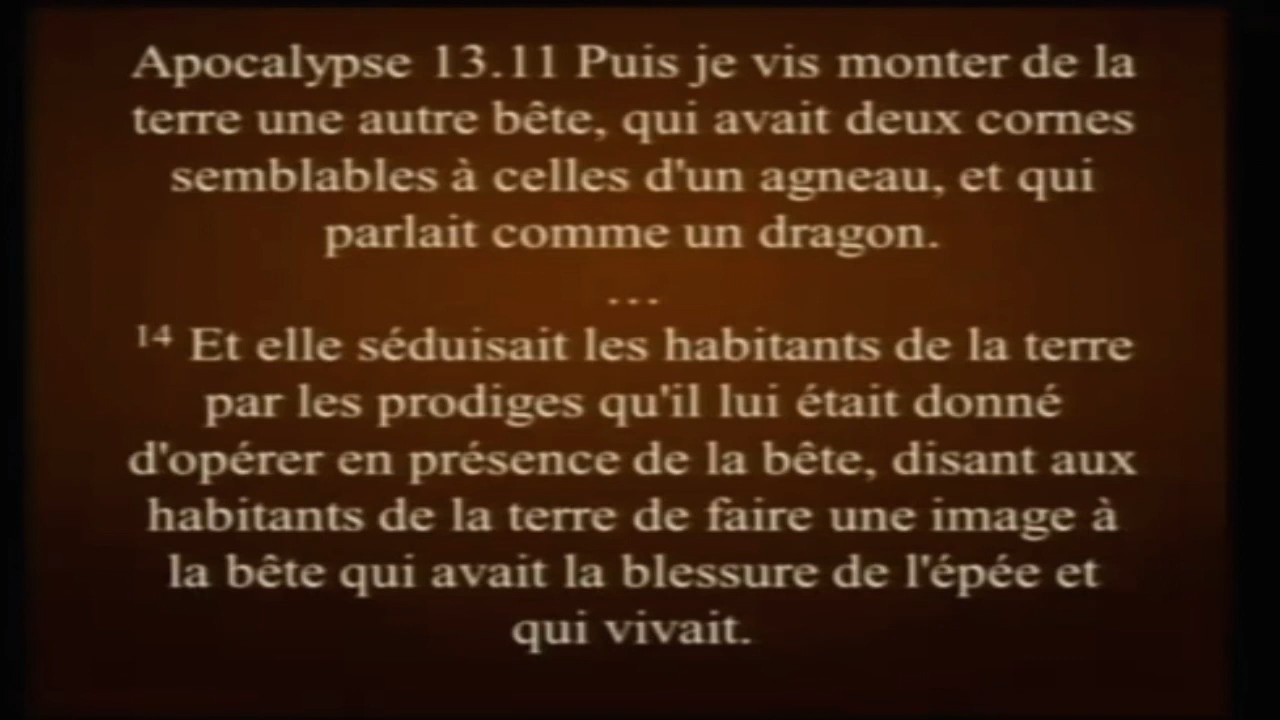 Apocalypse 13.11 Puis je vis monter de la
terre une autre bête, qui avait deux cornes
semblables à celles d'un agneau, et qui
parlait comme un dragon.
...
14 Et elle séduisait les habitants de la terre
par les prodiges qu'il lui était donné
d'opérer en présence de la bête, disant aux
habitants de la terre de faire une image à
la bête qui avait la blessure de l'épée et
qui vivait.